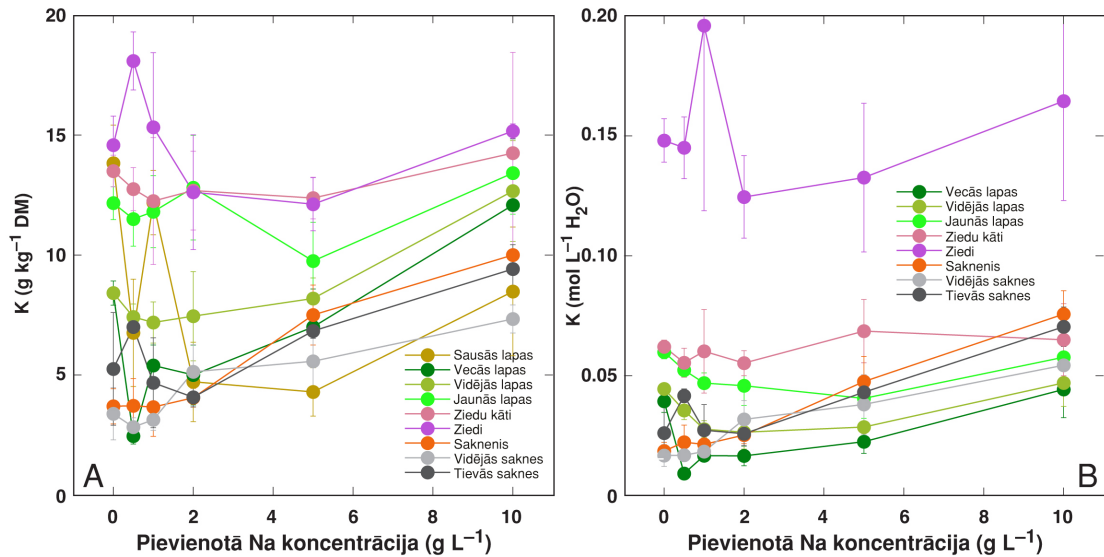 20
15
10
5
0
K (g kg⁻¹ DM)
Sausās lapas
Vecās lapas
Vidējās lapas
Jaunās lapas
Ziedu kāti
Ziedi
Saknenis
Vidējās saknes
Tievās saknes
A
0 2 4 6 8 10
Pievienotā Na koncentrācija (g L⁻¹)
0.20
0.15
0.10
0.05
0
K (mol L⁻¹ H₂O)
Vecās lapas
Vidējās lapas
Jaunās lapas
Ziedu kāti
Ziedi
Saknenis
Vidējās saknes
Tievās saknes
B
0 2 4 6 8 10
Pievienotā Na koncentrācija (g L⁻¹)